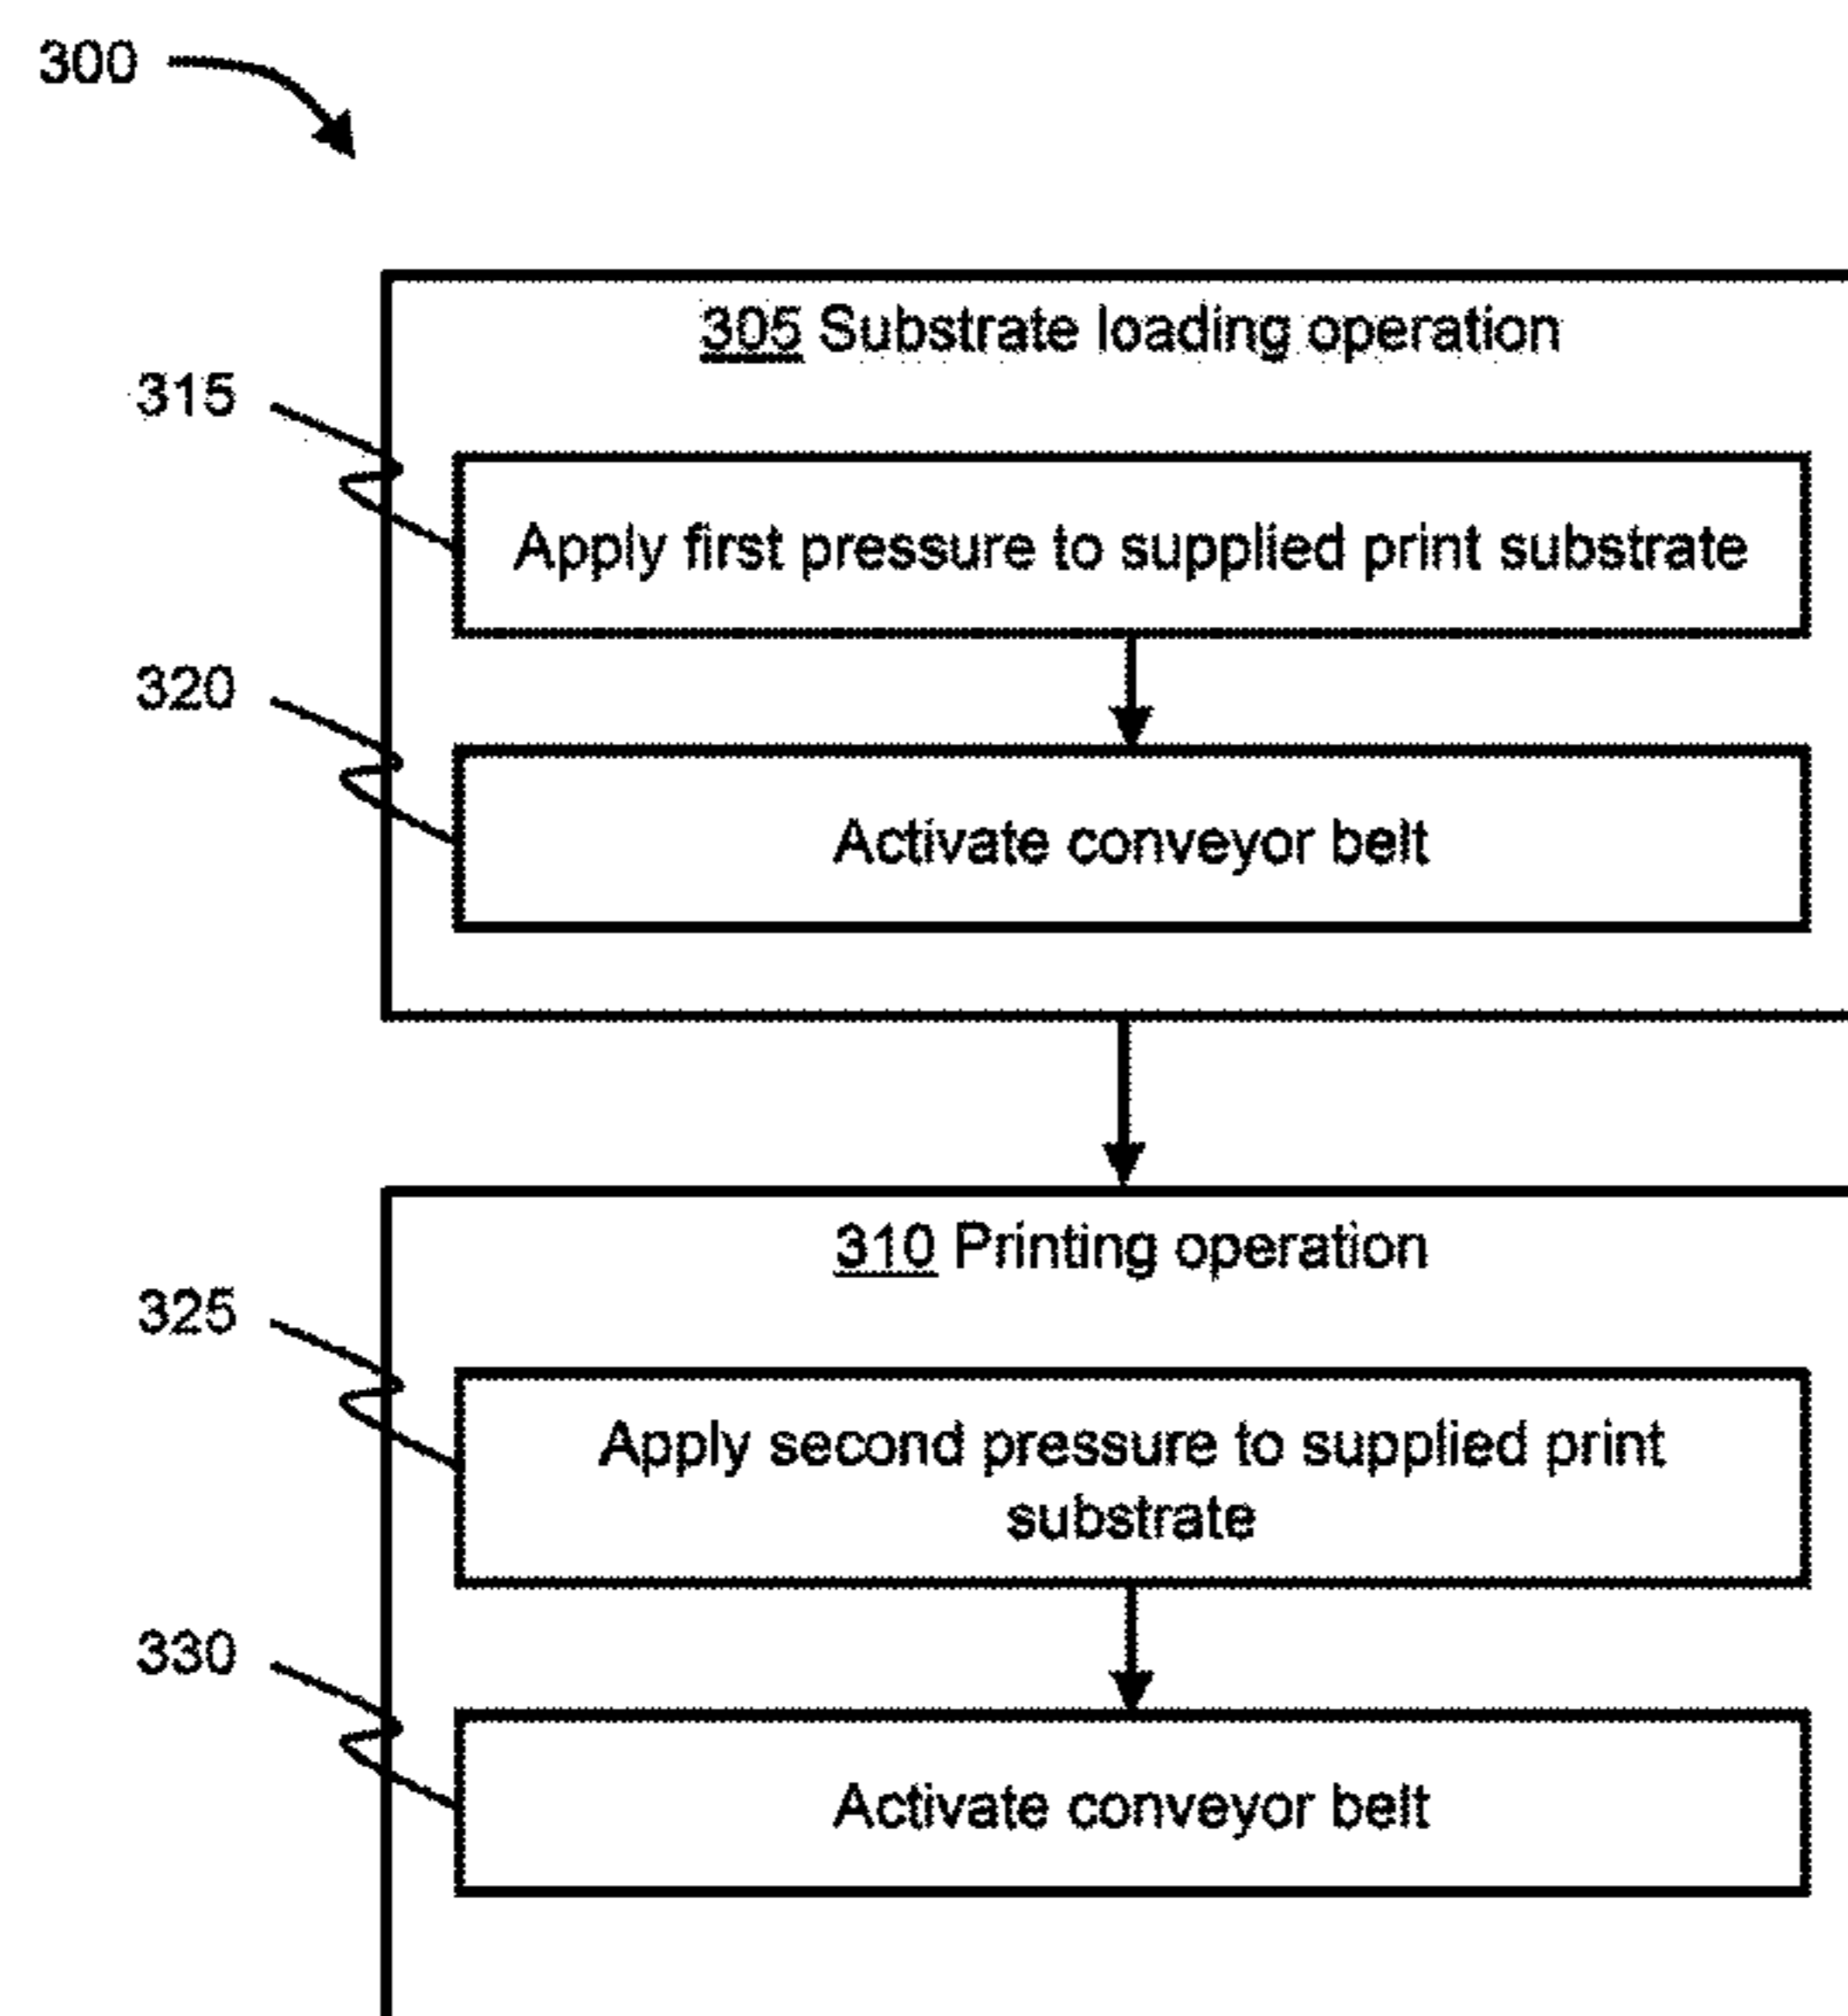 300
305 Substrate loading operation
315
Apply first pressure to supplied print substrate
320
Activate conveyor belt
310 Printing operation
325
Apply second pressure to supplied print
substrate
330
Activate conveyor belt